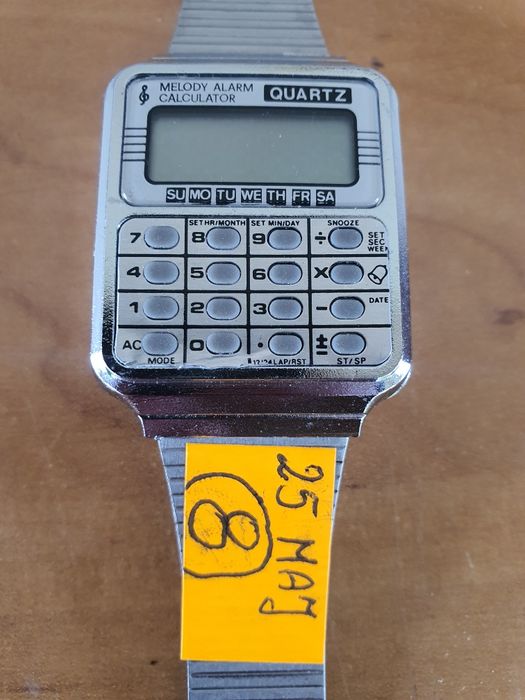 MELODY ALARM
CALCULATOR
QUARTZ
SU MO TU WE TH FR SA
SET HR/MONTH SET MIN/DAY SNOOZE
7 8 9 ÷ SET
SEC
WEEK
4 5 6 X
DATE
1 2 3 -
AC 0 . ±
MODE 12/24 LAP/RST ST/SP
25 MAJ
8